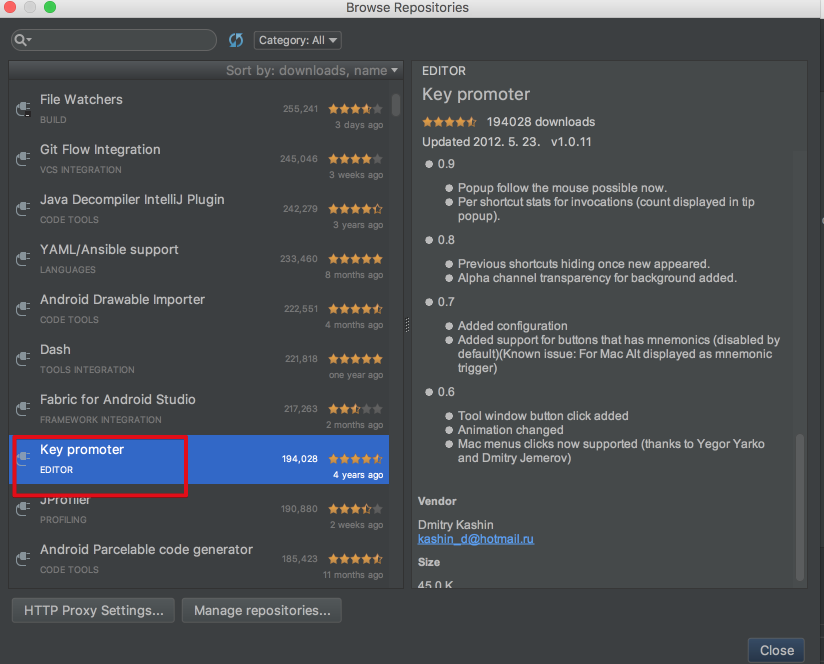 Browse Repositories
Category: All
Sort by: downloads, name
File Watchers
255,241
BUILD
3 days ago
Git Flow Integration
245,046
VCS INTEGRATION
3 weeks ago
Java Decompiler IntelliJ Plugin
242,279
CODE TOOLS
3 years ago
YAML/Ansible support
233,460
LANGUAGES
8 months ago
Android Drawable Importer
222,551
CODE TOOLS
4 months ago
Dash
221,818
TOOLS INTEGRATION
one year ago
Fabric for Android Studio
217,263
FRAMEWORK INTEGRATION
2 months ago
Key promoter
194,028
EDITOR
4 years ago
JProfiler
190,880
PROFILING
2 weeks ago
Android Parcelable code generator
185,423
CODE TOOLS
11 months ago
EDITOR
Key promoter
194028 downloads
Updated 2012. 5. 23. v1.0.11
0.9
Popup follow the mouse possible now.
Per shortcut stats for invocations (count displayed in tip
popup).
0.8
Previous shortcuts hiding once new appeared.
Alpha channel transparency for background added.
0.7
Added configuration
Added support for buttons that has mnemonics (disabled by
default)(Known issue: For Mac Alt displayed as mnemonic
trigger)
0.6
Tool window button click added
Animation changed
Mac menus clicks now supported (thanks to Yegor Yarko
and Dmitry Jemerov)
Vendor
Dmitry Kashin
kashin_d@hotmail.ru
Size
45.0 K
HTTP Proxy Settings...
Manage repositories...
Close